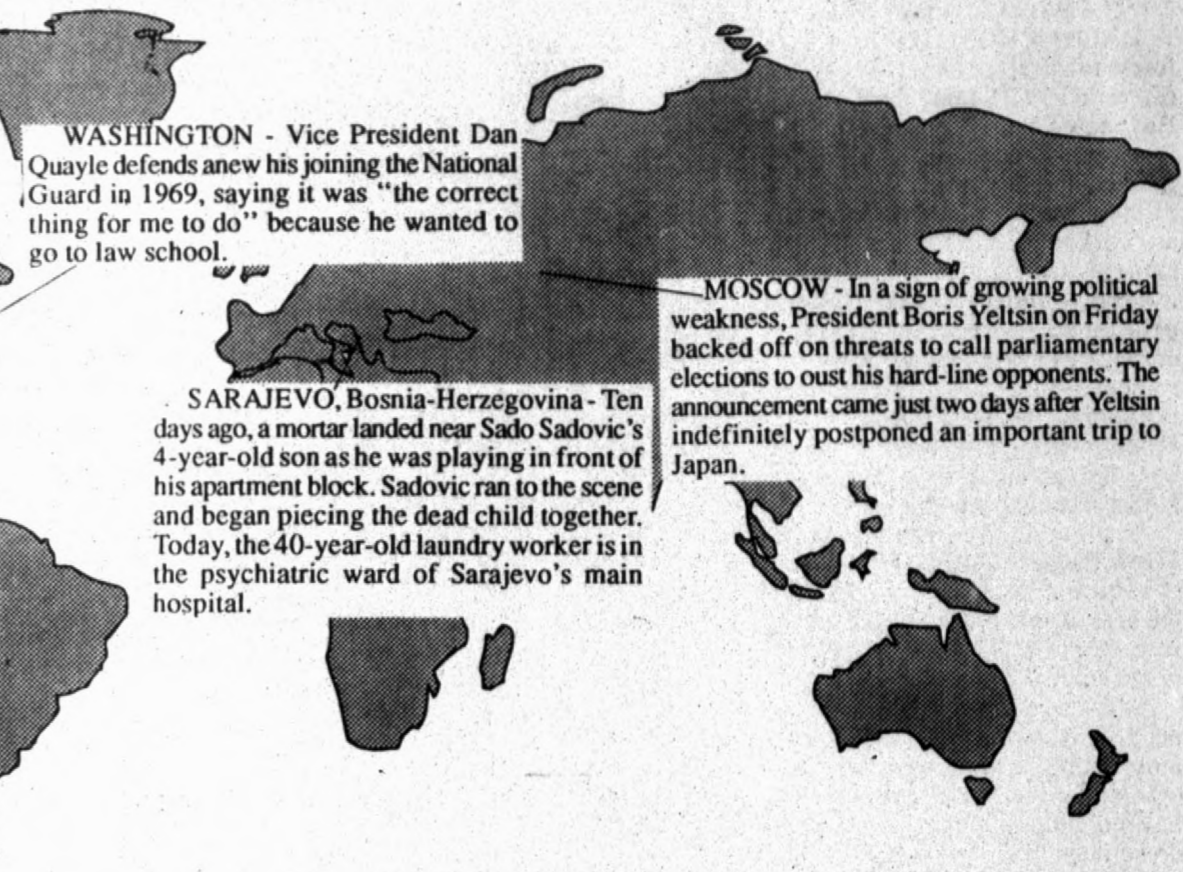 WASHINGTON - Vice President Dan
Quayle defends anew his joining the National
Guard in 1969, saying it was "the correct
thing for me to do" because he wanted to
go to law school.
MOSCOW - In a sign of growing political
weakness, President Boris Yeltsin on Friday
backed off on threats to call parliamentary
elections to oust his hard-line opponents. The
announcement came just two days after Yeltsin
indefinitely postponed an important trip to
Japan.
SARAJEVO, Bosnia-Herzegovina - Ten
days ago, a mortar landed near Sado Sadovic's
4-year-old son as he was playing in front of
his apartment block. Sadovic ran to the scene
and began piecing the dead child together.
Today, the 40-year-old laundry worker is in
the psychiatric ward of Sarajevo's main
hospital.